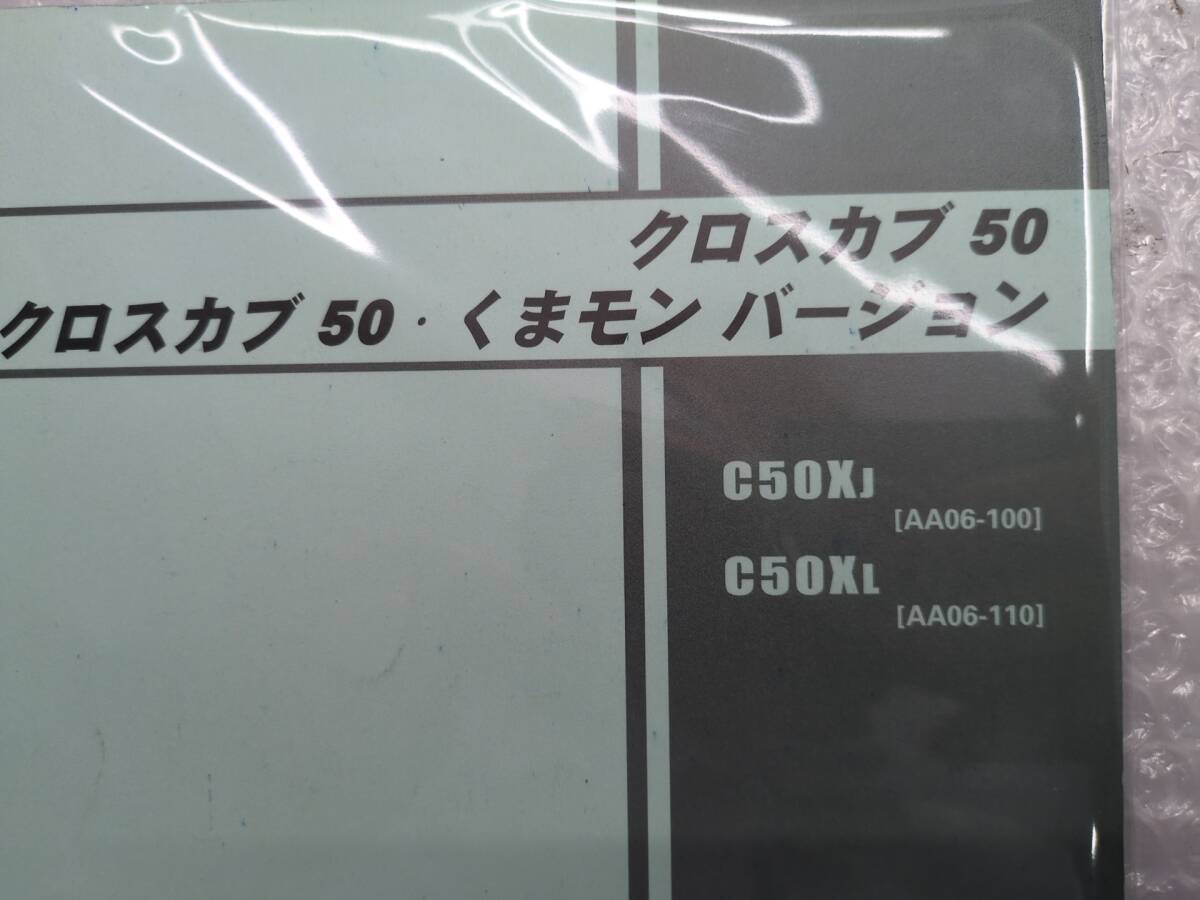 クロスカブ 50
クロスカブ 50・くまモン バージョン
C50XJ
[AA06-100]
C50XL
[AA06-110]